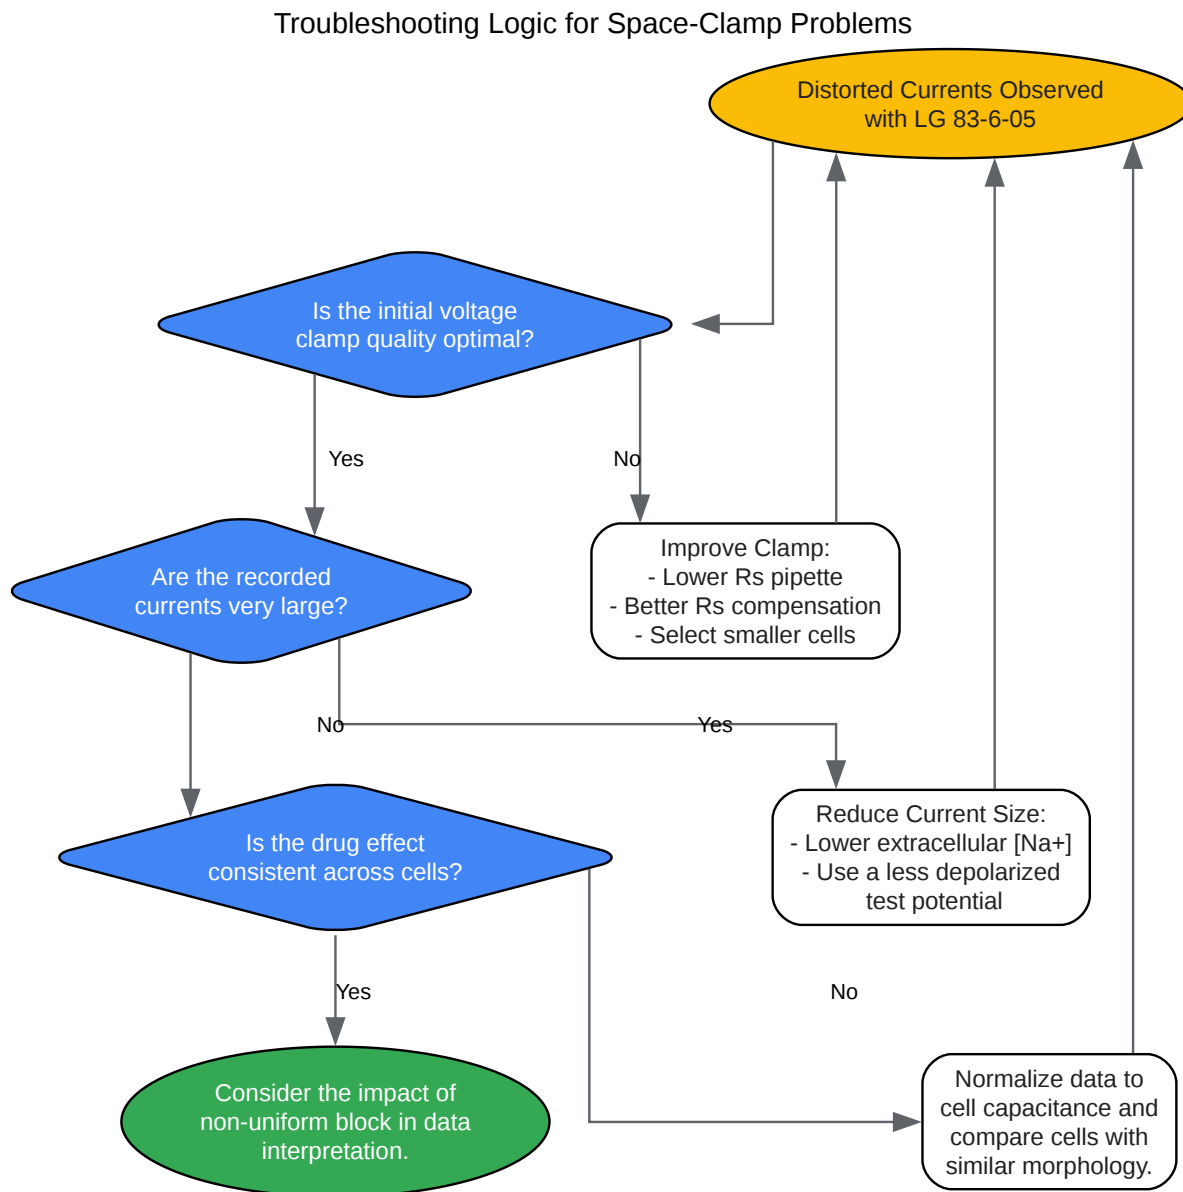 Troubleshooting Logic for Space-Clamp Problems
Distorted Currents Observed
with LG 83-6-05
Is the initial voltage
clamp quality optimal?
Yes
No
Are the recorded
currents very large?
Improve Clamp:
- Lower Rs pipette
- Better Rs compensation
- Select smaller cells
No
Yes
Is the drug effect
consistent across cells?
Reduce Current Size:
- Lower extracellular [Na+]
- Use a less depolarized
test potential
Yes
No
Consider the impact of
non-uniform block in data
interpretation.
Normalize data to
cell capacitance and
compare cells with
similar morphology.